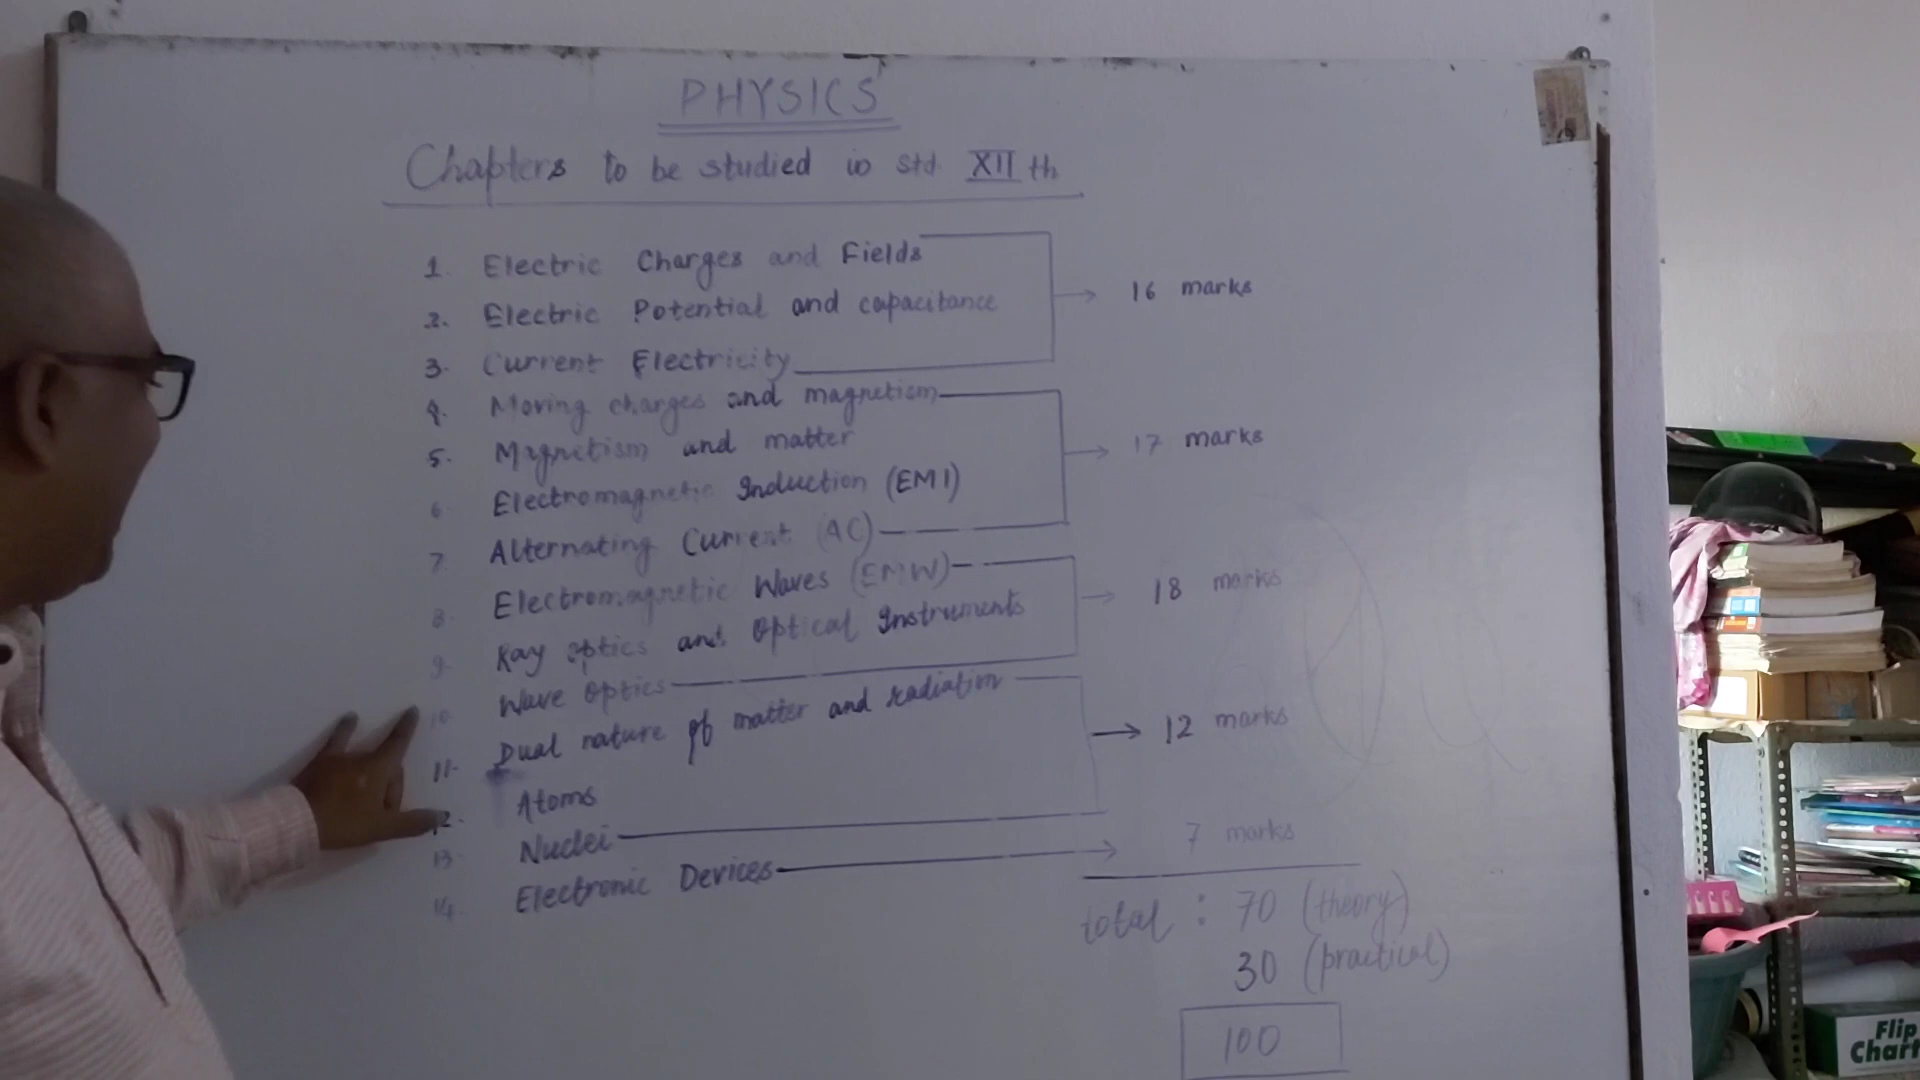 PHYSICS
Chapters to be studied in std. XII th
1. Electric Charges and Fields
2. Electric Potential and capacitance
3. Current Electricity
16 marks
4. Moving charges and magnetism
5. Magnetism and matter
6. Electromagnetic Induction (EMI)
7. Alternating Current (AC)
17 marks
8. Electromagnetic Waves (EMW)
9. Ray optics and Optical Instruments
10. Wave Optics
18 marks
11. Dual nature of matter and radiation
12. Atoms
13. Nuclei
12 marks
14. Electronic Devices
7 marks
total : 70 (theory)
30 (practical)
100
Flip
Chart